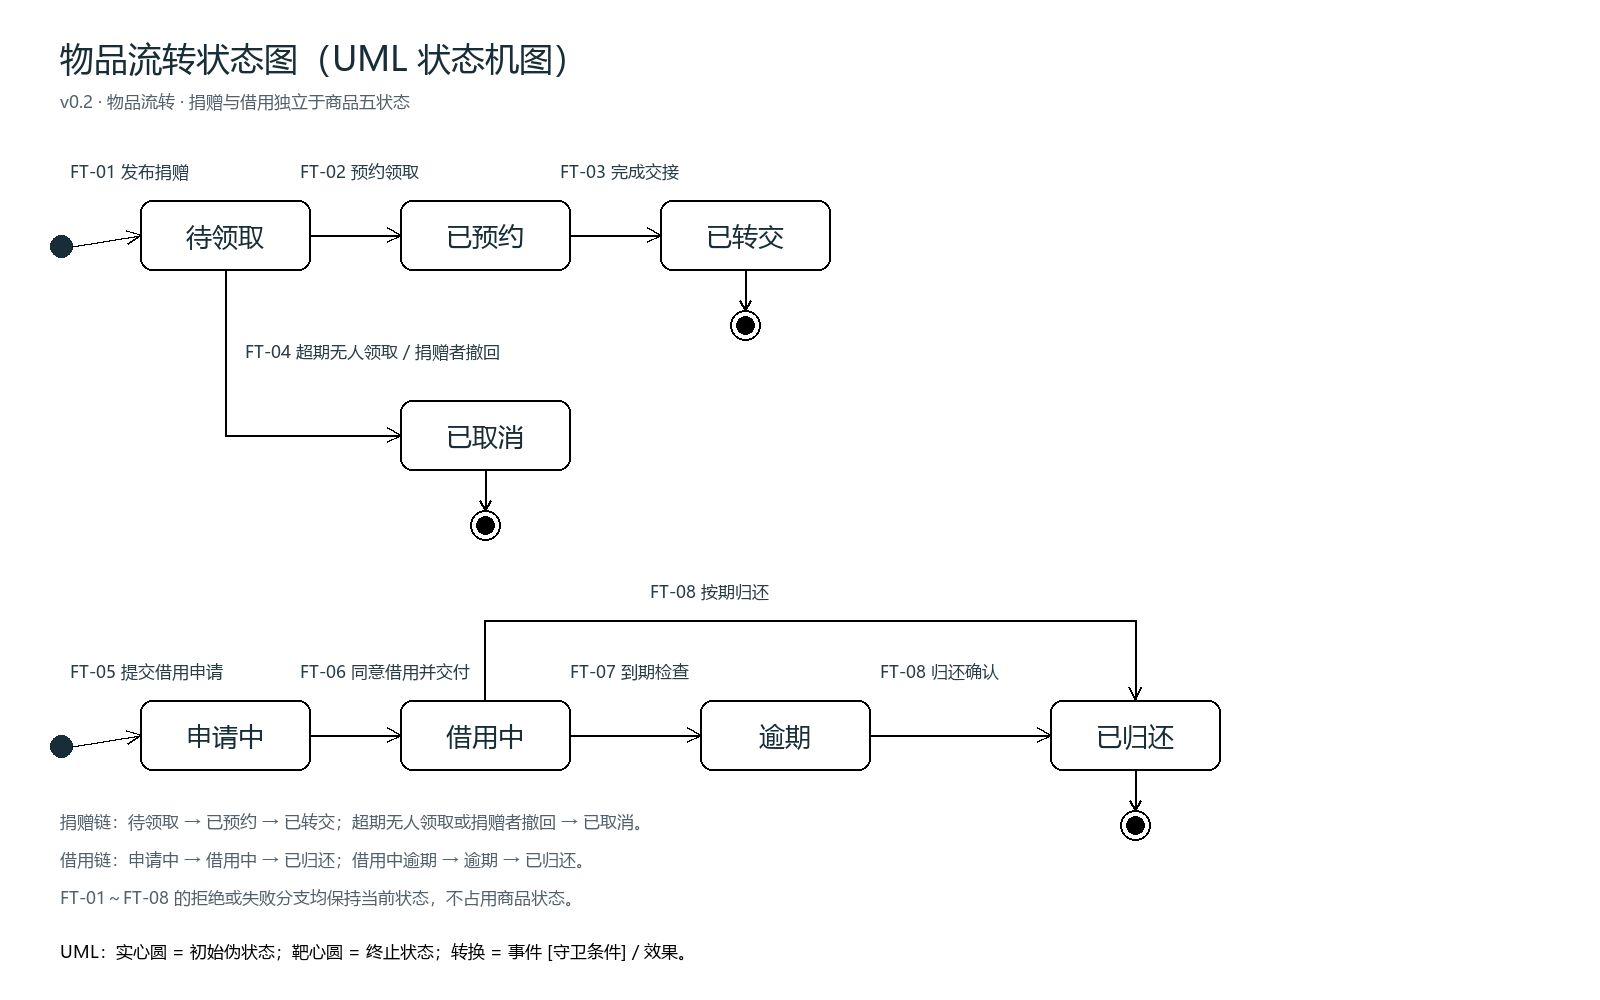 物品流转状态图（UML 状态机图）
v0.2 · 物品流转 · 捐赠与借用独立于商品五状态
FT-01 发布捐赠
FT-02 预约领取
FT-03 完成交接
待领取
已预约
已转交
FT-04 超期无人领取 / 捐赠者撤回
已取消
FT-08 按期归还
FT-05 提交借用申请
FT-06 同意借用并交付
FT-07 到期检查
FT-08 归还确认
申请中
借用中
逾期
已归还
捐赠链：待领取 → 已预约 → 已转交；超期无人领取或捐赠者撤回 → 已取消。
借用链：申请中 → 借用中 → 已归还；借用中逾期 → 逾期 → 已归还。
FT-01～FT-08 的拒绝或失败分支均保持当前状态，不占用商品状态。
UML：实心圆 = 初始伪状态；靶心圆 = 终止状态；转换 = 事件 [守卫条件] / 效果。